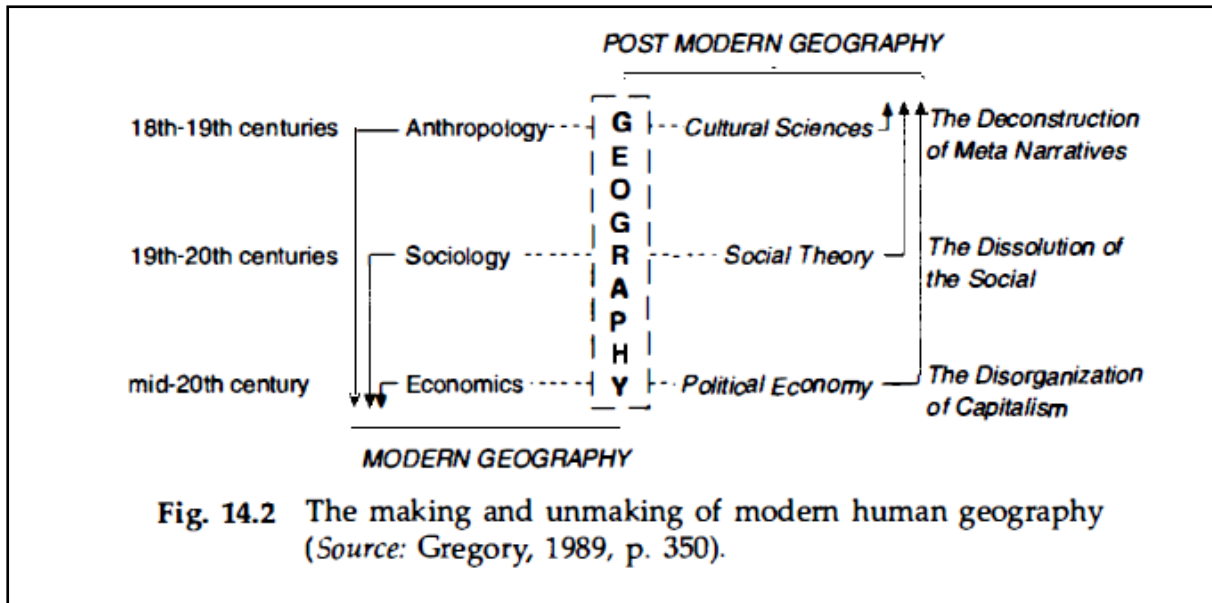 POST MODERN GEOGRAPHY
18th-19th centuries Anthropology Cultural Sciences The Deconstruction
of Meta Narratives
19th-20th centuries Sociology Social Theory The Dissolution of
the Social
mid-20th century Economics Political Economy The Disorganization
of Capitalism
GEOGRAPHY
MODERN GEOGRAPHY
Fig. 14.2 The making and unmaking of modern human geography
(Source: Gregory, 1989, p. 350).